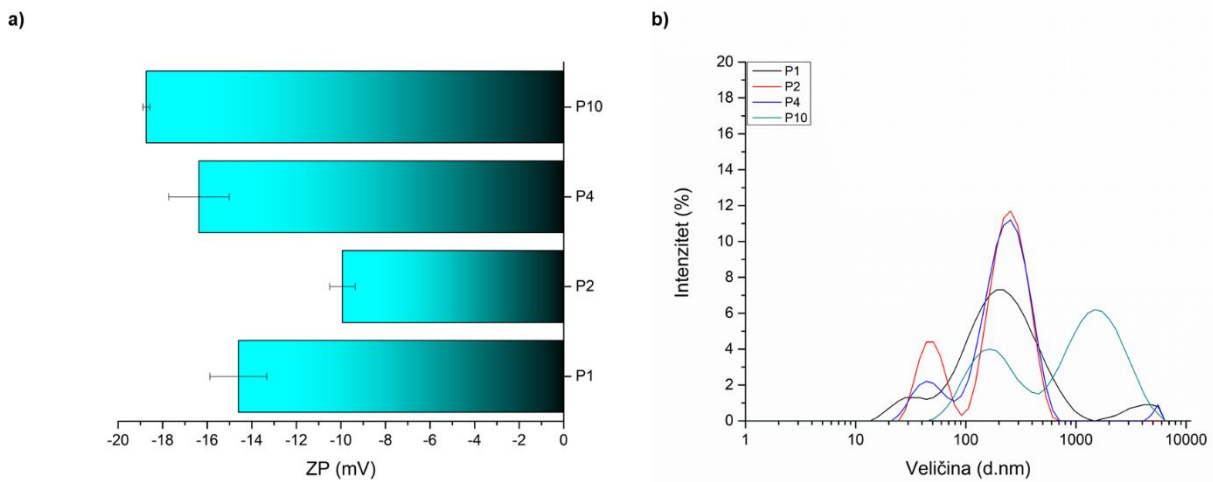 a)
P10
P4
P2
P1
-20 -18 -16 -14 -12 -10 -8 -6 -4 -2 0
ZP (mV)
b)
20
18
16
14
12
10
8
6
4
2
0
Intenzitet (%)
P1
P2
P4
P10
1 10 100 1000 10000
Veličina (d.nm)